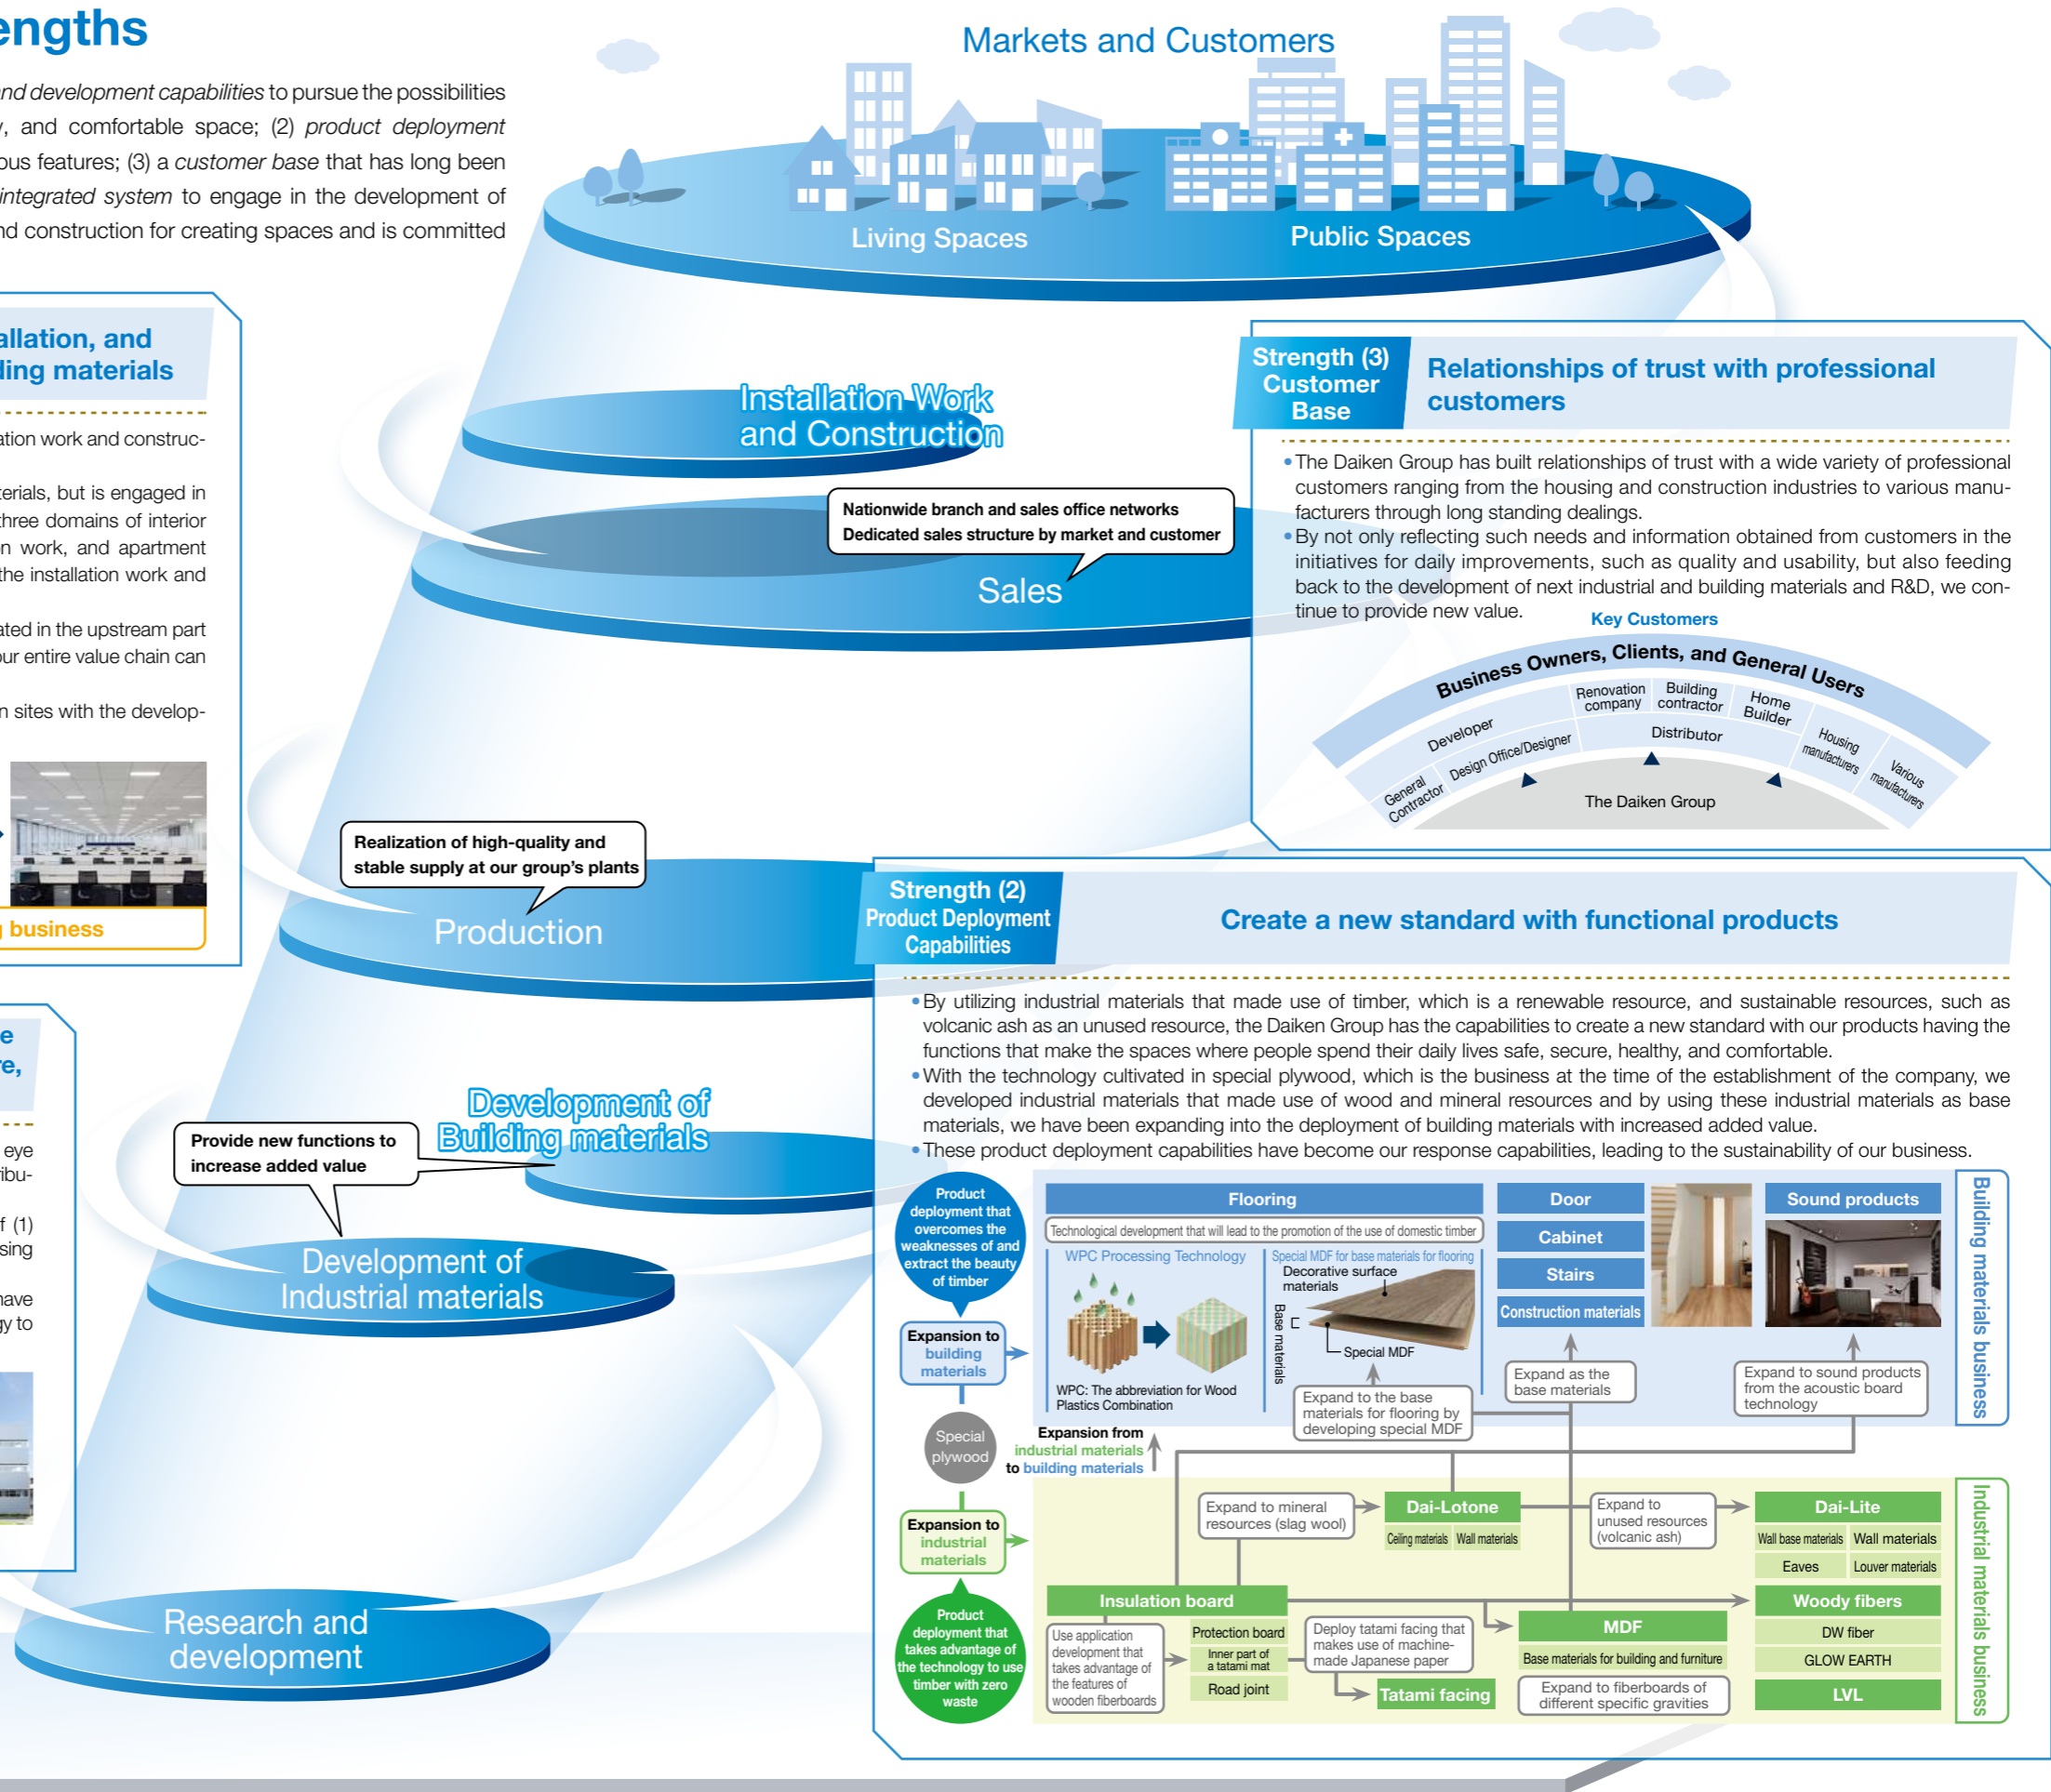 engths
and development capabilities to pursue the possibilities
y, and comfortable space; (2) product deployment
ious features; (3) a customer base that has long been
integrated system to engage in the development of
nd construction for creating spaces and is committed
Markets and Customers
Living Spaces
Public Spaces
allation, and
ding materials
ation work and construc-
terials, but is engaged in
three domains of interior
on work, and apartment
the installation work and
ated in the upstream part
our entire value chain can
n sites with the develop-
g business
Installation Work
and Construction
Nationwide branch and sales office networks
Dedicated sales structure by market and customer
Sales
Strength (3)
Customer
Base
Relationships of trust with professional
customers
•The Daiken Group has built relationships of trust with a wide variety of professional
customers ranging from the housing and construction industries to various manu-
facturers through long standing dealings.
•By not only reflecting such needs and information obtained from customers in the
initiatives for daily improvements, such as quality and usability, but also feeding
back to the development of next industrial and building materials and R&D, we con-
tinue to provide new value.
Key Customers
Business Owners, Clients, and General Users
Developer
Renovation
company
Building
contractor
Home
Builder
General
Contractor
Design Office/Designer
Distributor
Housing
manufacturers
Various
manufacturers
The Daiken Group
Realization of high-quality and
stable supply at our group's plants
Production
e
re,
eye
ribu-
f (1)
sing
have
gy to
Provide new functions to
increase added value
Development of
Building materials
Development of
Industrial materials
Research and
development
Strength (2)
Product Deployment
Capabilities
Create a new standard with functional products
•By utilizing industrial materials that made use of timber, which is a renewable resource, and sustainable resources, such as
volcanic ash as an unused resource, the Daiken Group has the capabilities to create a new standard with our products having the
functions that make the spaces where people spend their daily lives safe, secure, healthy, and comfortable.
•With the technology cultivated in special plywood, which is the business at the time of the establishment of the company, we
developed industrial materials that made use of wood and mineral resources and by using these industrial materials as base
materials, we have been expanding into the deployment of building materials with increased added value.
•These product deployment capabilities have become our response capabilities, leading to the sustainability of our business.
Product
deployment that
overcomes the
weaknesses of and
extract the beauty
of timber
Expansion to
building
materials
Special
plywood
Expansion to
industrial
materials
Product
deployment that
takes advantage of
the technology to use
timber with zero
waste
Flooring
Technological development that will lead to the promotion of the use of domestic timber
WPC Processing Technology
WPC: The abbreviation for Wood
Plastics Combination
Special MDF for base materials for flooring
Decorative surface
materials
Base materials
Special MDF
Expand to the base
materials for flooring by
developing special MDF
Door
Cabinet
Stairs
Construction materials
Expand as the
base materials
Sound products
Expand to sound products
from the acoustic board
technology
Building materials business
Expansion from
industrial materials
to building materials
Expand to mineral
resources (slag wool)
Dai-Lotone
Ceiling materials
Wall materials
Expand to
unused resources
(volcanic ash)
Dai-Lite
Wall base materials
Wall materials
Eaves
Louver materials
Insulation board
Use application
development that
takes advantage of
the features of
wooden fiberboards
Protection board
Inner part of
a tatami mat
Road joint
Deploy tatami facing that
makes use of machine-
made Japanese paper
Tatami facing
MDF
Base materials for building and furniture
Expand to fiberboards of
different specific gravities
Woody fibers
DW fiber
GLOW EARTH
LVL
Industrial materials business